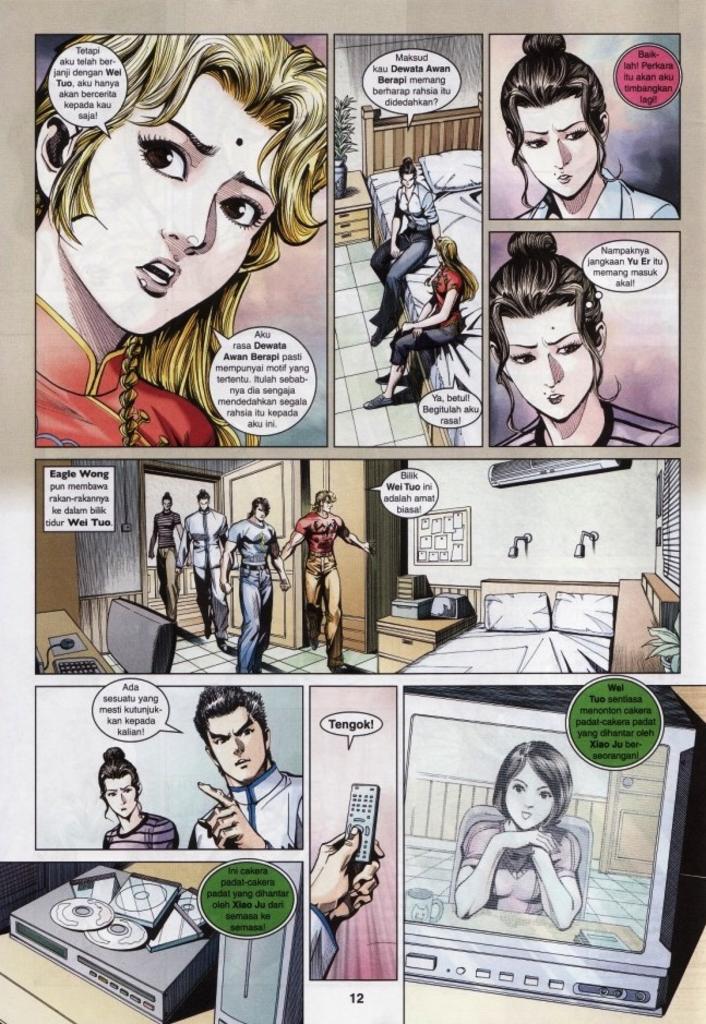 Tetapi
aku telah ber-
janji dengan Wei
Tuo, aku hanya
akan bercerita
kepada kau
saja!
Aku
rasa Dewata
Awan Berapi pasti
mempunyai motif yang
tertentu. Itulah sebab-
nya dia sengaja
mendedahkan segala
rahsia itu kepada
aku ini.
Maksud
kau Dewata Awan
Berapi memang
berharap rahsia itu
didedahkan?
Ya, betul!
Begitulah aku
rasa!
Baik-
lah! Perkara
itu akan aku
timbangkan
lagi!
Nampaknya
jangkaan Yu Er itu
memang masuk
akal!
Eagle Wong
pun membawa
rakan-rakannya
ke dalam bilik
tidur Wei Tuo.
Bilik
Wei Tuo ini
adalah amat
biasa!
Ada
sesuatu yang
mesti kutunjuk-
kan kepada
kalian!
Tengok!
Wei
Tuo sentiasa
menonton cakera
padat-cakera padat
yang dihantar oleh
Xiao Ju ber-
seorangan!
Ini cakera
padat-cakera
padat yang dihantar
oleh Xiao Ju dari
semasa ke
semasa!
12